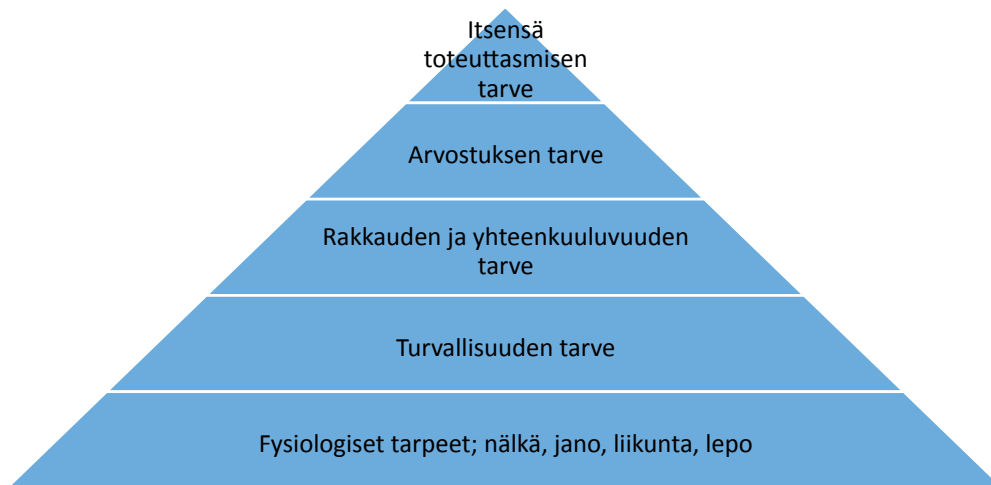 Itsensä
toteuttasmisen
tarve
Arvostuksen tarve
Rakkauden ja yhteenkuuluvuuden
tarve
Turvallisuuden tarve
Fysiologiset tarpeet; nälkä, jano, liikunta, lepo